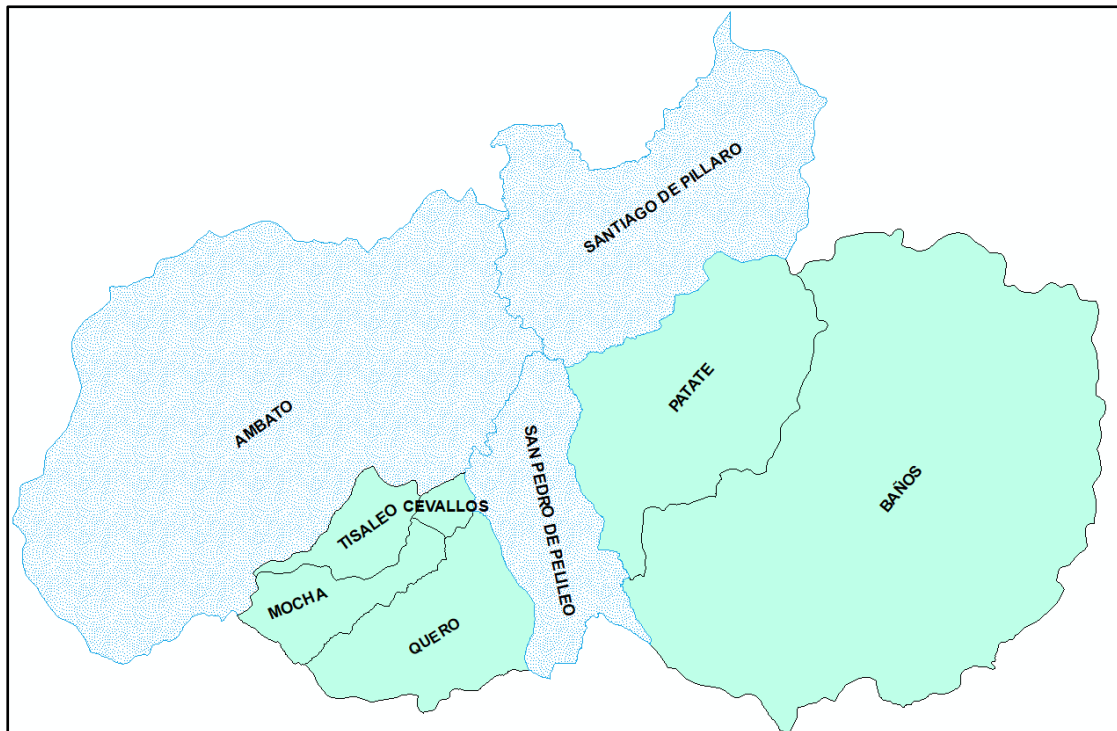 SANTIAGO DE PILLARO
PATATE
AMBATO
BAÑOS
SAN PEDRO DE PELILEO
TISALEO
CEVALLOS
MOCHA
QUERO